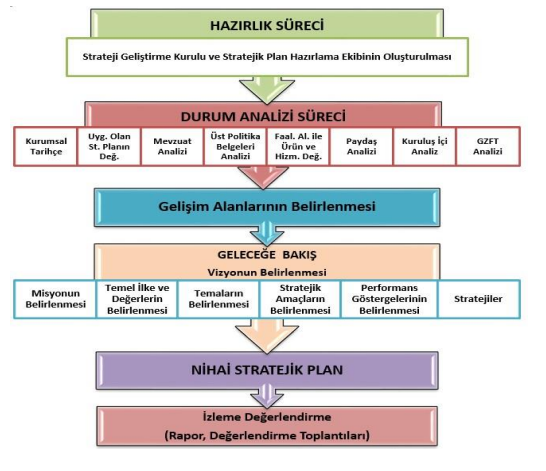 HAZIRLIK SÜRECİ
Strateji Geliştirme Kurulu ve Stratejik Plan Hazırlama Ekibinin Oluşturulması
DURUM ANALİZİ SÜRECİ
Kurumsal
Tarihçe
Uyg. Olan
St. Planın
Değ.
Mevzuat
Analizi
Üst Politika
Belgeleri
Analizi
Faal. Al. ile
Ürün ve
Hizm. Değ.
Paydaş
Analizi
Kuruluş İçi
Analiz
GZFT
Analizi
Gelişim Alanlarının Belirlenmesi
GELECEĞE BAKIŞ
Vizyonun Belirlenmesi
Misyonun
Belirlenmesi
Temel İlke ve
Değerlerin
Belirlenmesi
Temaların
Belirlenmesi
Stratejik
Amaçların
Belirlenmesi
Performans
Göstergelerinin
Belirlenmesi
Stratejiler
NİHAİ STRATEJİK PLAN
İzleme Değerlendirme
(Rapor, Değerlendirme Toplantıları)